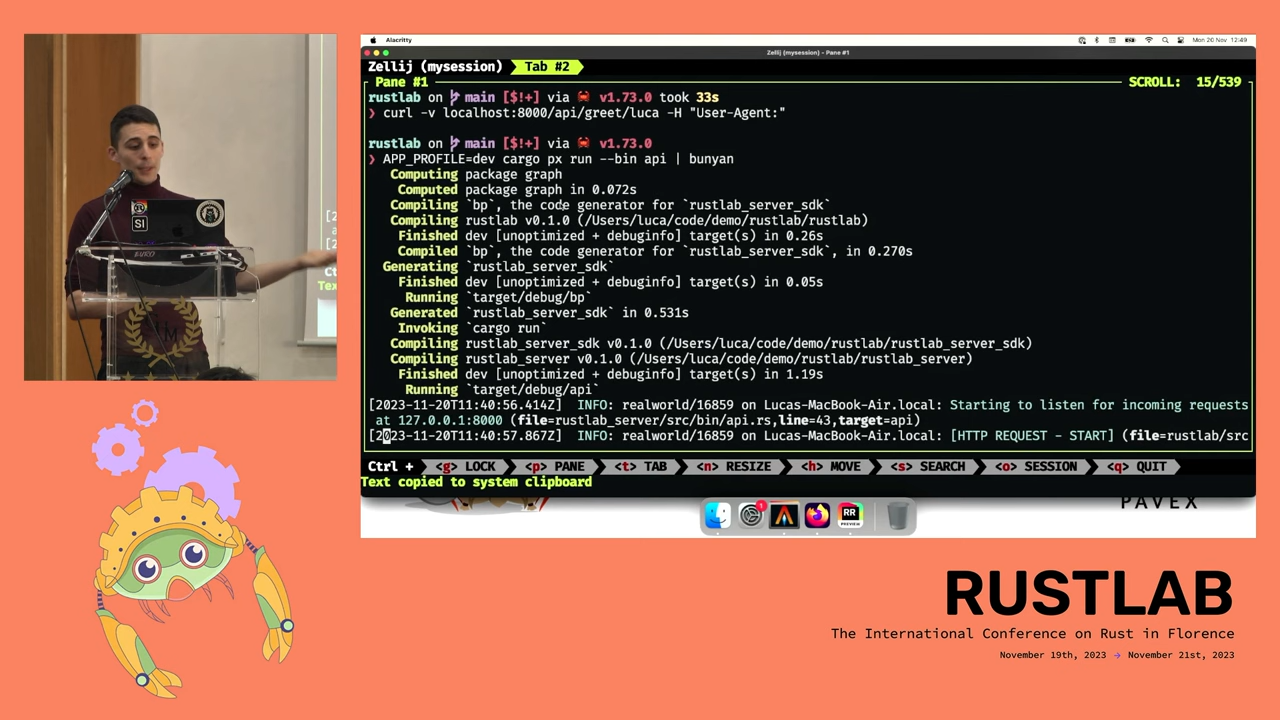 Alacritty
Mon 20 Nov 12:49
Zellij (mysession) - Pane #1
Zellij (mysession) Tab #2
Pane #1 SCROLL: 15/539
rustlab on main [$!+] via 🦀 v1.73.0 took 33s
❯ curl -v localhost:8000/api/greet/luca -H "User-Agent:"
rustlab on main [$!+] via 🦀 v1.73.0
❯ APP_PROFILE=dev cargo px run --bin api | bunyan
Computing package graph
Computed package graph in 0.072s
Compiling `bp`, the code generator for `rustlab_server_sdk`
Compiling rustlab v0.1.0 (/Users/luca/code/demo/rustlab/rustlab)
Finished dev [unoptimized + debuginfo] target(s) in 0.26s
Compiled `bp`, the code generator for `rustlab_server_sdk`, in 0.270s
Generating `rustlab_server_sdk`
Finished dev [unoptimized + debuginfo] target(s) in 0.05s
Running `target/debug/bp`
Generated `rustlab_server_sdk` in 0.531s
Invoking `cargo run`
Compiling rustlab_server_sdk v0.1.0 (/Users/luca/code/demo/rustlab/rustlab_server_sdk)
Compiling rustlab_server v0.1.0 (/Users/luca/code/demo/rustlab/rustlab_server)
Finished dev [unoptimized + debuginfo] target(s) in 1.19s
Running `target/debug/api`
[2023-11-20T11:40:56.414Z]  INFO: realworld/16859 on Lucas-MacBook-Air.local: Starting to listen for incoming requests
at 127.0.0.1:8000 (file=rustlab_server/src/bin/api.rs,line=43,target=api)
[2023-11-20T11:40:57.867Z]  INFO: realworld/16859 on Lucas-MacBook-Air.local: [HTTP REQUEST - START] (file=rustlab/src
Ctrl + <g> LOCK <p> PANE <t> TAB <n> RESIZE <h> MOVE <s> SEARCH <o> SESSION <q> QUIT
Text copied to system clipboard
PAVEX
1
RR
PREVIEW
SI
RUSTLAB
The International Conference on Rust in Florence
November 19th, 2023 → November 21st, 2023